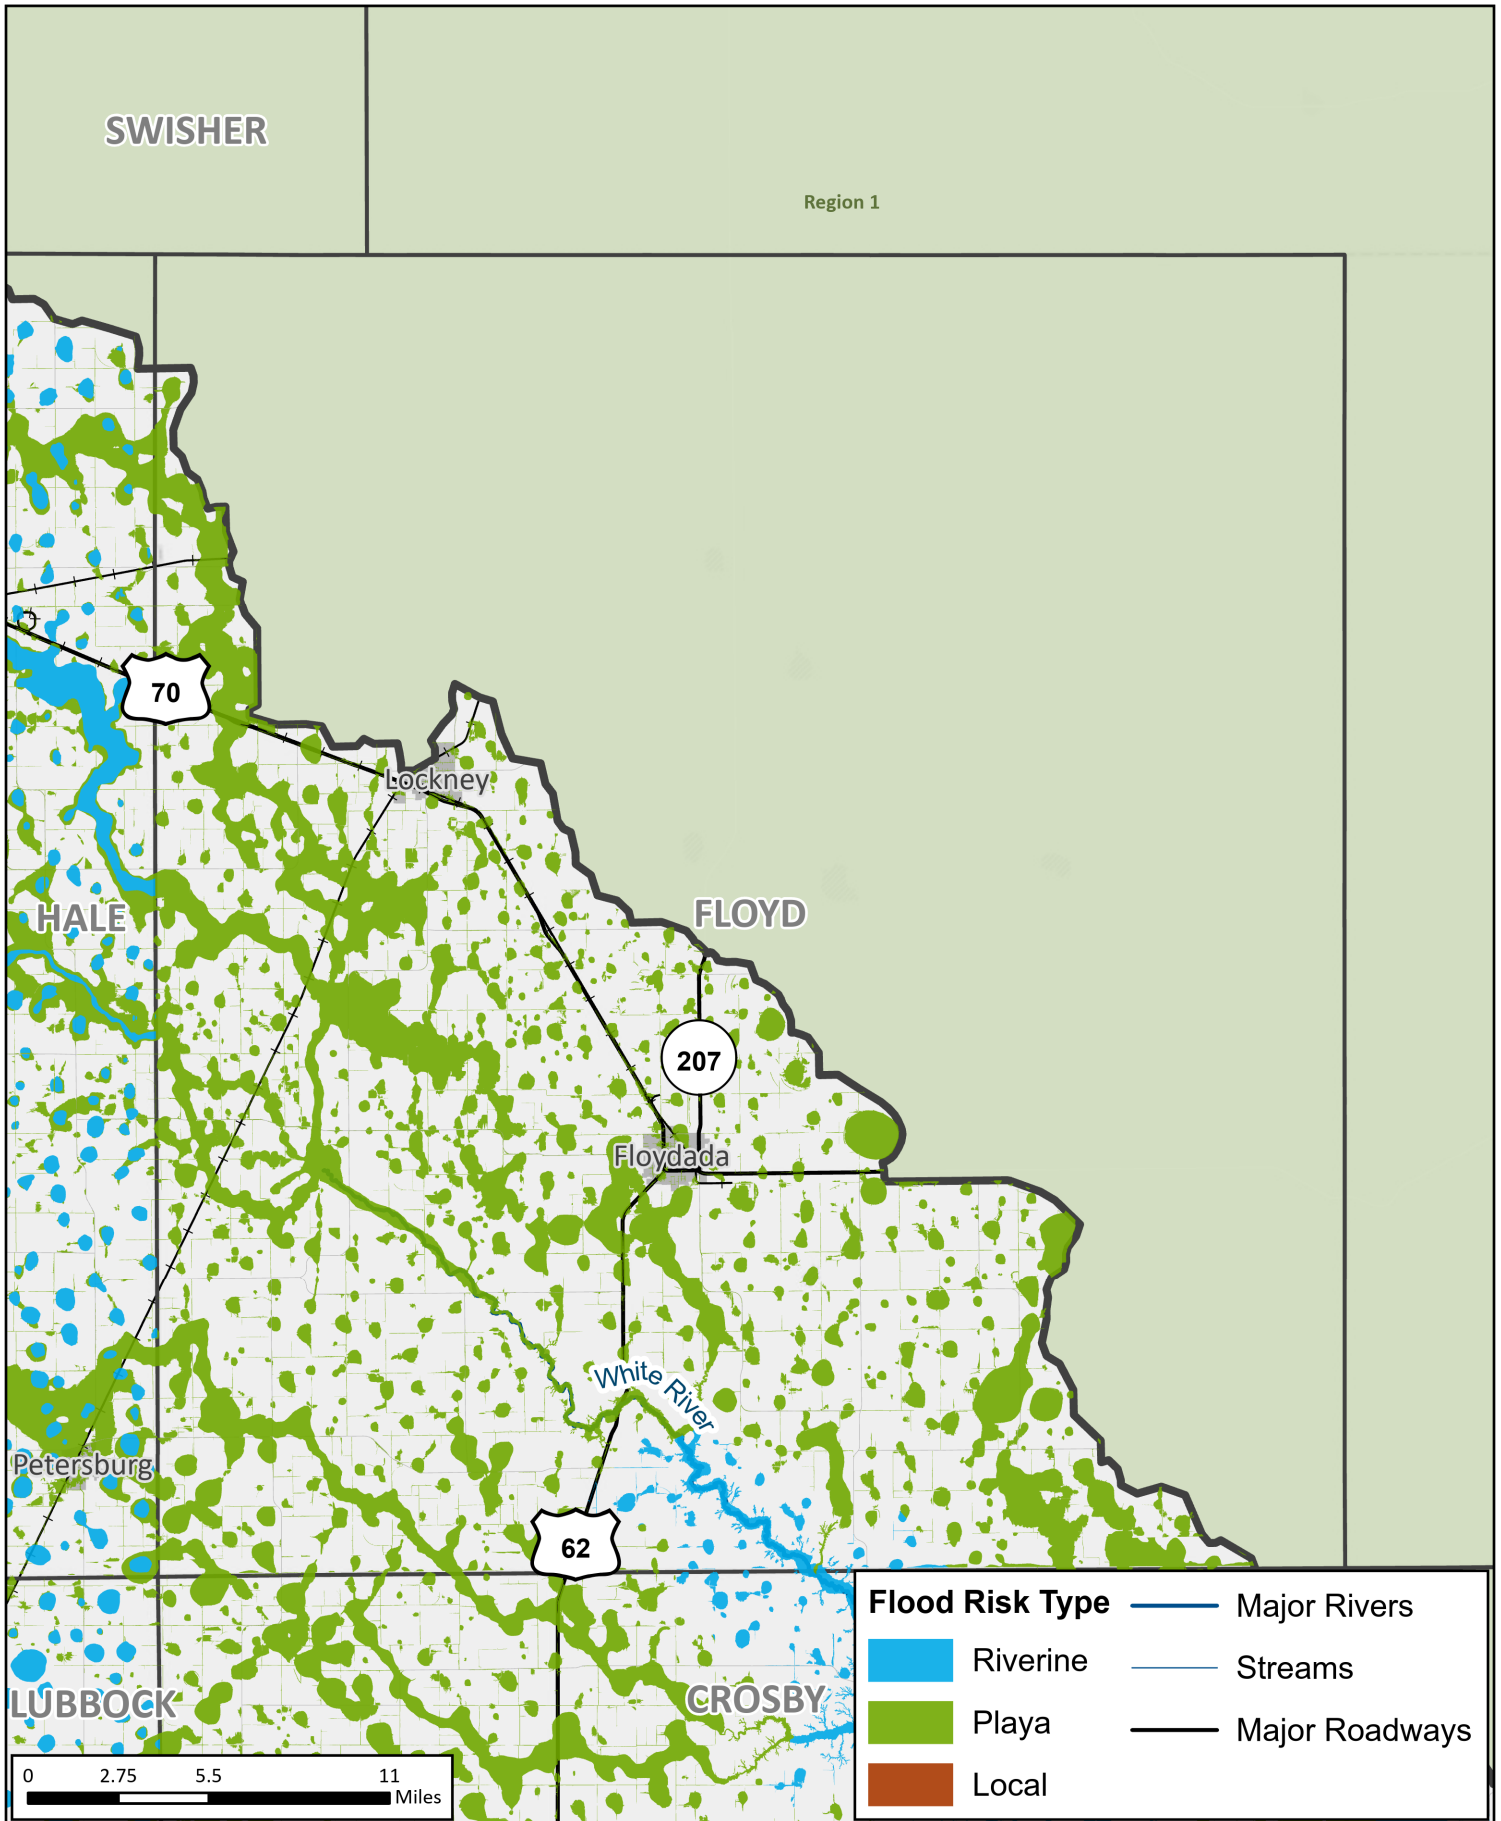 SWISHER
Region 1
70
Lockney
HALE
FLOYD
207
Floydada
White River
Petersburg
62
LUBBOCK
CROSBY
0 2.75 5.5 11
Miles
Flood Risk Type
Riverine
Playa
Local
Major Rivers
Streams
Major Roadways